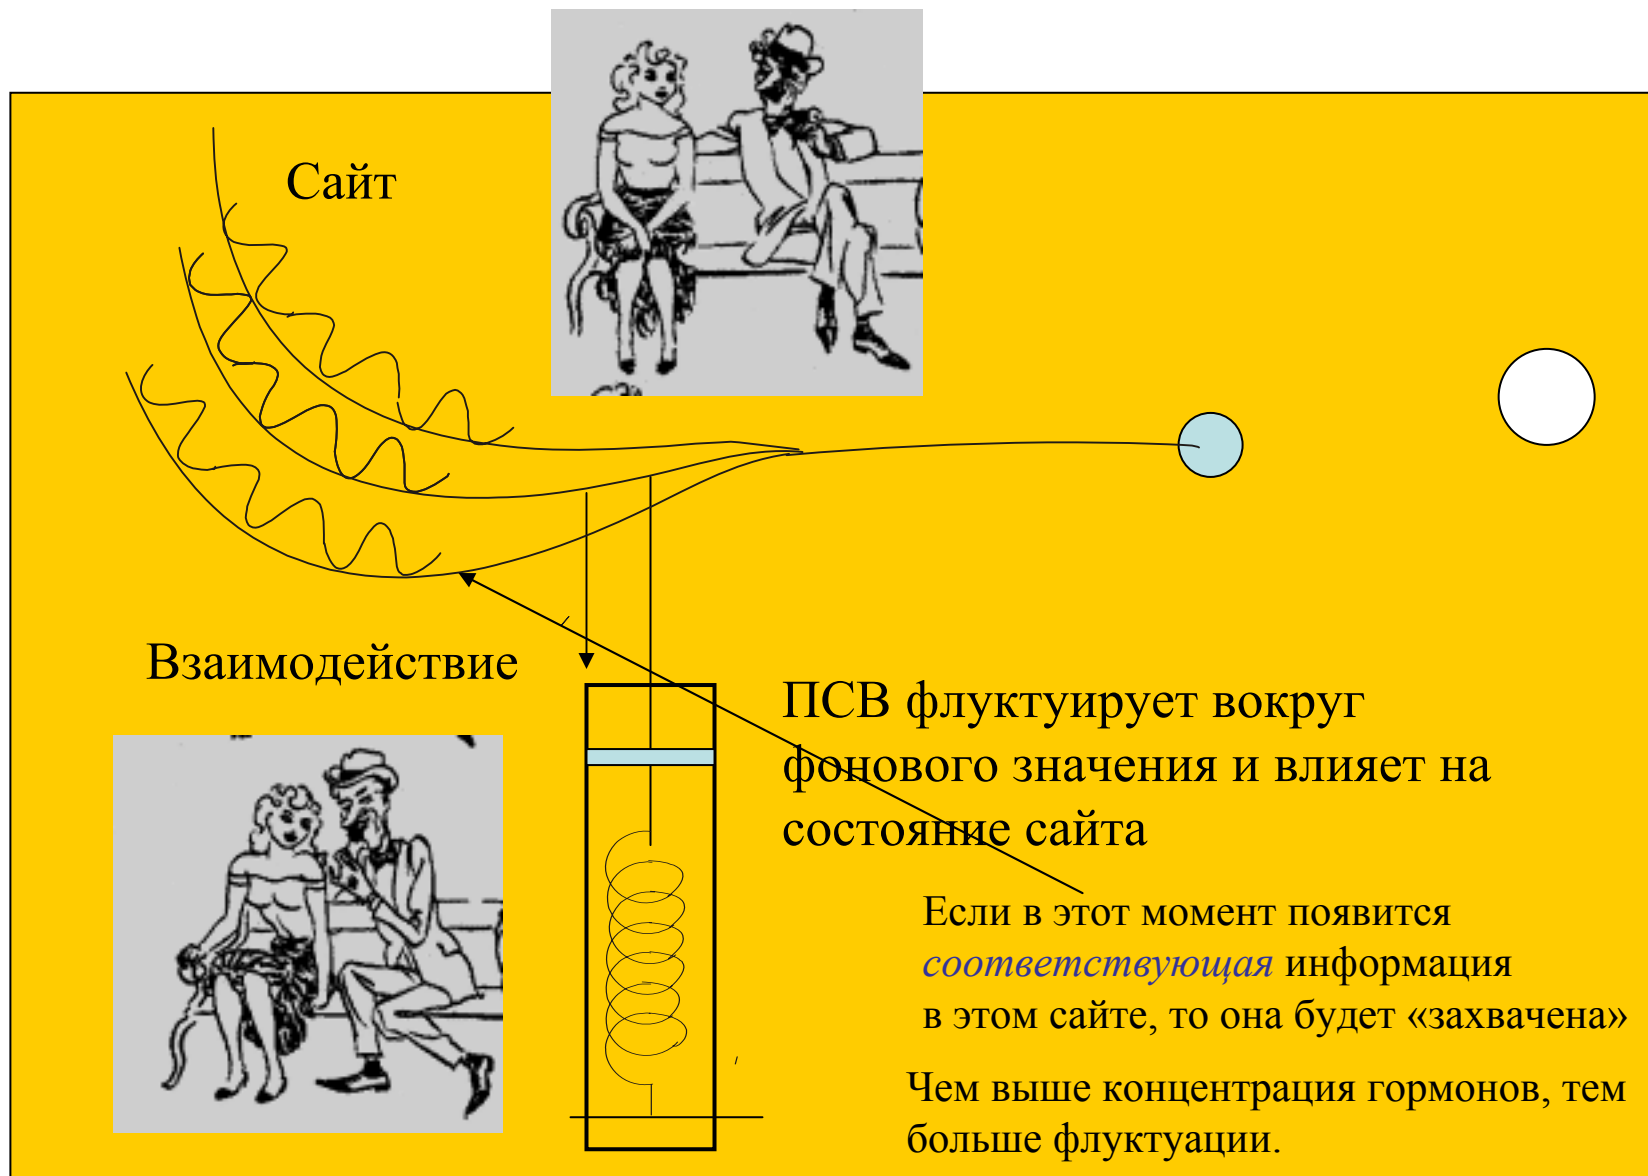 Сайт
Взаимодействие
ПСВ флуктуирует вокруг
фонового значения и влияет на
состояние сайта
Если в этот момент появится
соответствующая информация
в этом сайте, то она будет «захвачена»
Чем выше концентрация гормонов, тем
больше флуктуации.